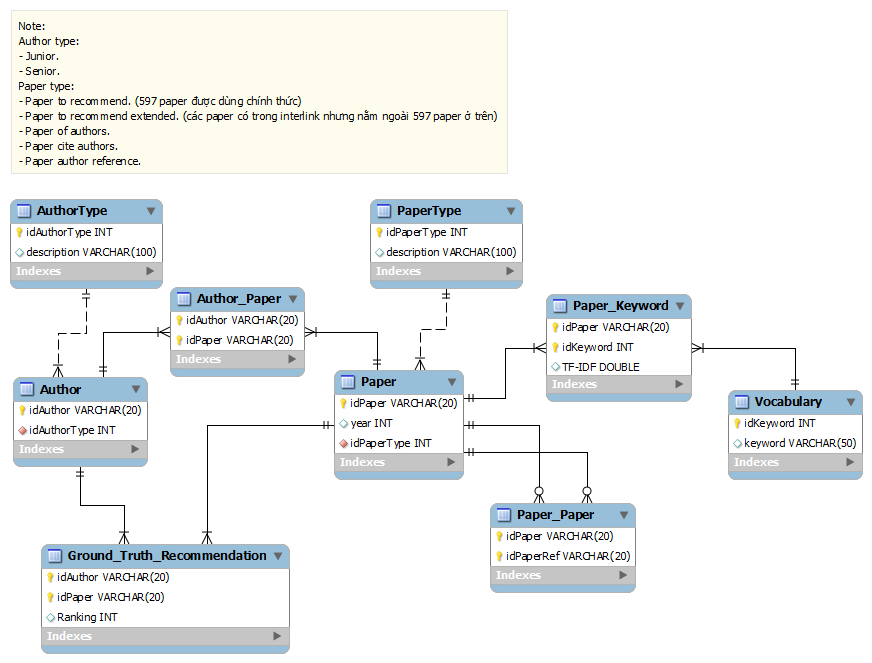 Note:
Author type:
- Junior.
- Senior.
Paper type:
- Paper to recommend. (597 paper được dùng chính thức)
- Paper to recommend extended. (các paper có trong interlink nhưng nằm ngoài 597 paper ở trên)
- Paper of authors.
- Paper cite authors.
- Paper author reference.
AuthorType
idAuthorType INT
description VARCHAR(100)
Indexes
PaperType
idPaperType INT
description VARCHAR(100)
Indexes
Author_Paper
idAuthor VARCHAR(20)
idPaper VARCHAR(20)
Indexes
Paper_Keyword
idPaper VARCHAR(20)
idKeyword INT
TF-IDF DOUBLE
Indexes
Author
idAuthor VARCHAR(20)
idAuthorType INT
Indexes
Paper
idPaper VARCHAR(20)
year INT
idPaperType INT
Indexes
Vocabulary
idKeyword INT
keyword VARCHAR(50)
Indexes
Paper_Paper
idPaper VARCHAR(20)
idPaperRef VARCHAR(20)
Indexes
Ground_Truth_Recommendation
idAuthor VARCHAR(20)
idPaper VARCHAR(20)
Ranking INT
Indexes